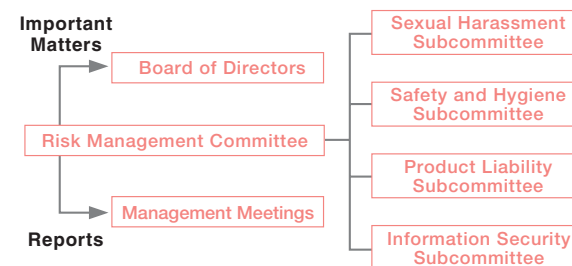 Important
Matters
Board of Directors
Risk Management Committee
Management Meetings
Reports
Sexual Harassment
Subcommittee
Safety and Hygiene
Subcommittee
Product Liability
Subcommittee
Information Security
Subcommittee